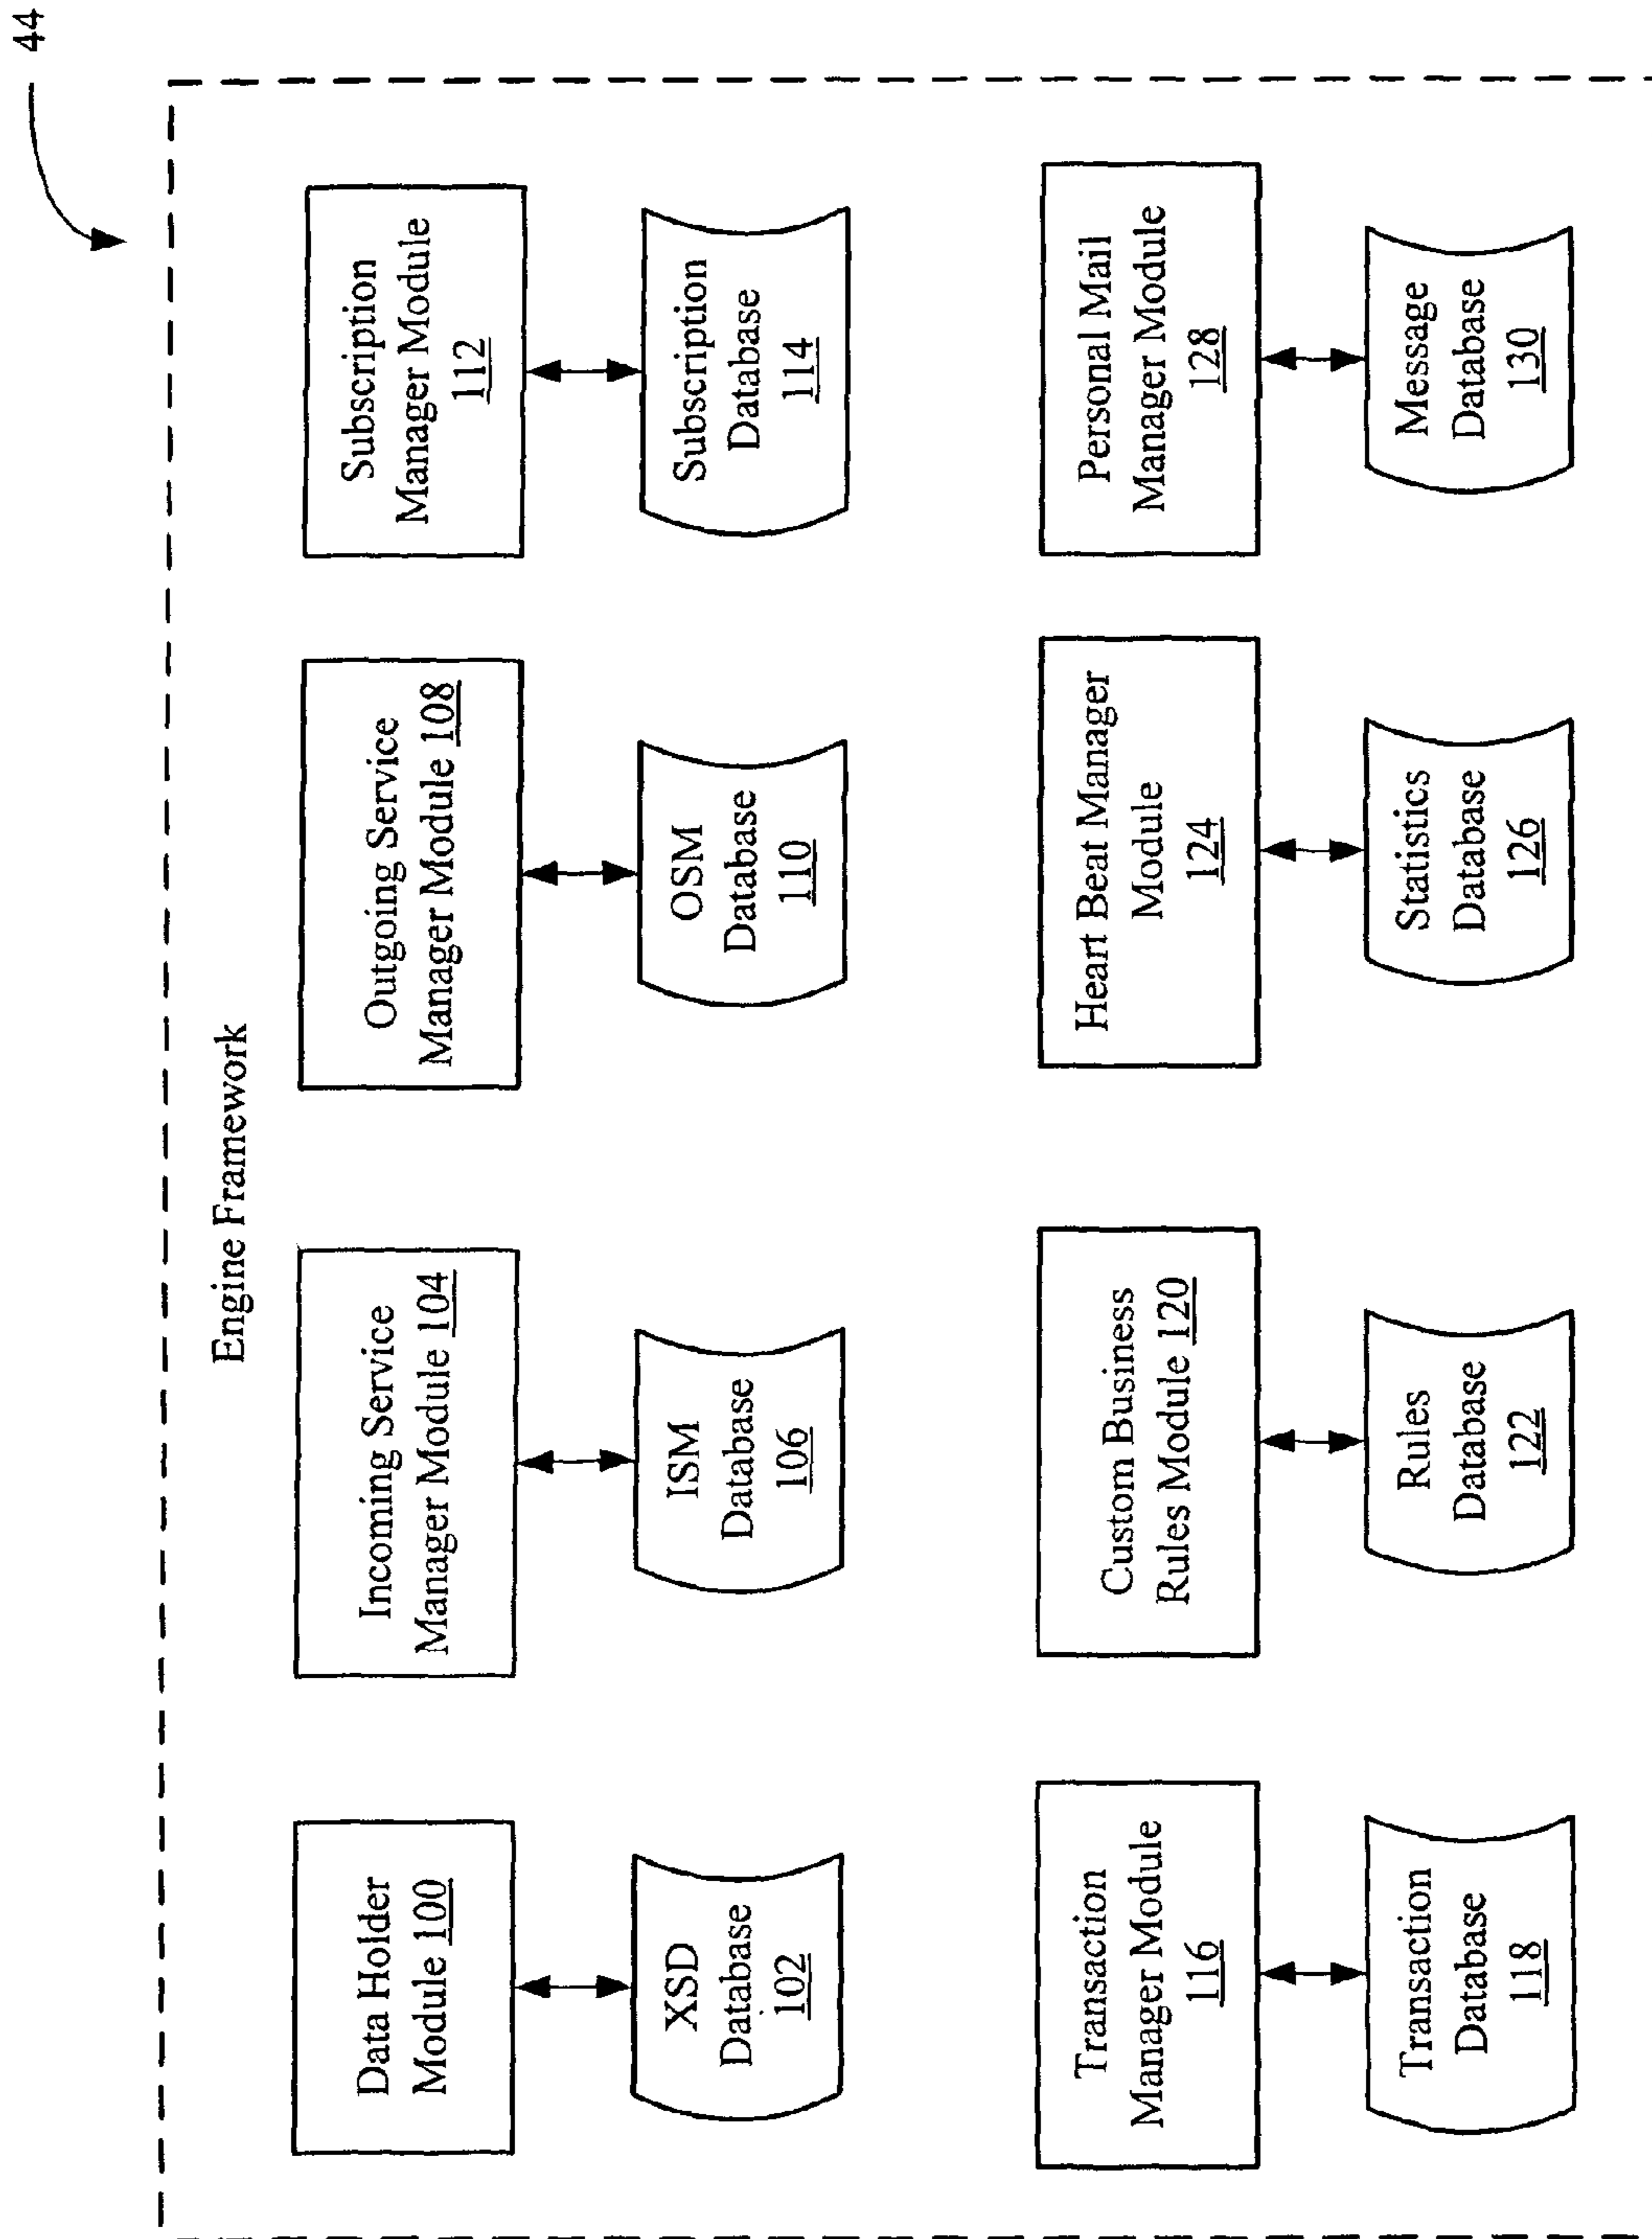 44
Engine Framework
Data Holder
Module 100
XSD
Database
102
Incoming Service
Manager Module 104
ISM
Database
106
Outgoing Service
Manager Module 108
OSM
Database
110
Subscription
Manager Module
112
Subscription
Database
114
Transaction
Manager Module
116
Transaction
Database
118
Custom Business
Rules Module 120
Rules
Database
122
Heart Beat Manager
Module
124
Statistics
Database
126
Personal Mail
Manager Module
128
Message
Database
130